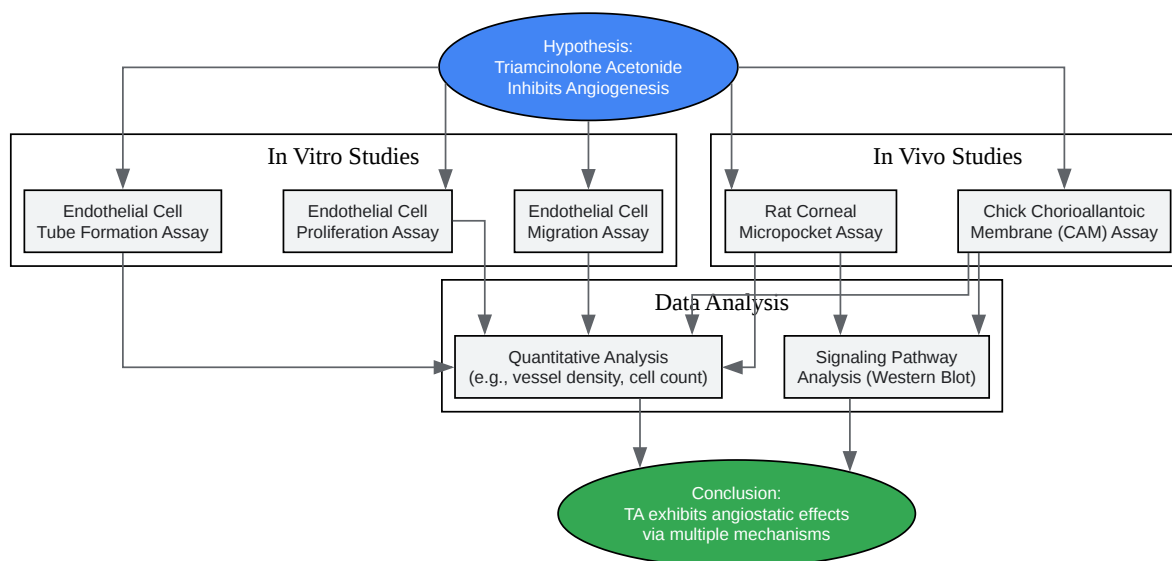 Hypothesis:
Triamcinolone Acetonide
Inhibits Angiogenesis
In Vitro Studies
In Vivo Studies
Endothelial Cell
Tube Formation Assay
Endothelial Cell
Proliferation Assay
Endothelial Cell
Migration Assay
Rat Corneal
Micropocket Assay
Chick Chorioallantoic
Membrane (CAM) Assay
Data Analysis
Quantitative Analysis
(e.g., vessel density, cell count)
Signaling Pathway
Analysis (Western Blot)
Conclusion:
TA exhibits angiostatic effects
via multiple mechanisms